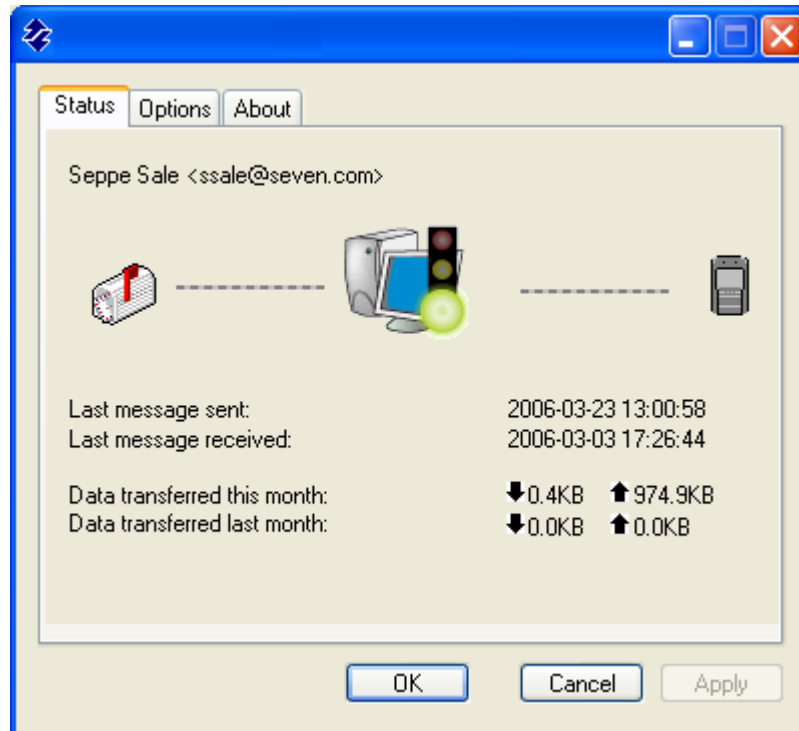 Status Options About
Seppe Sale <ssale@seven.com>
Last message sent: 2006-03-23 13:00:58
Last message received: 2006-03-03 17:26:44
Data transferred this month: 0.4KB 974.9KB
Data transferred last month: 0.0KB 0.0KB
OK Cancel Apply